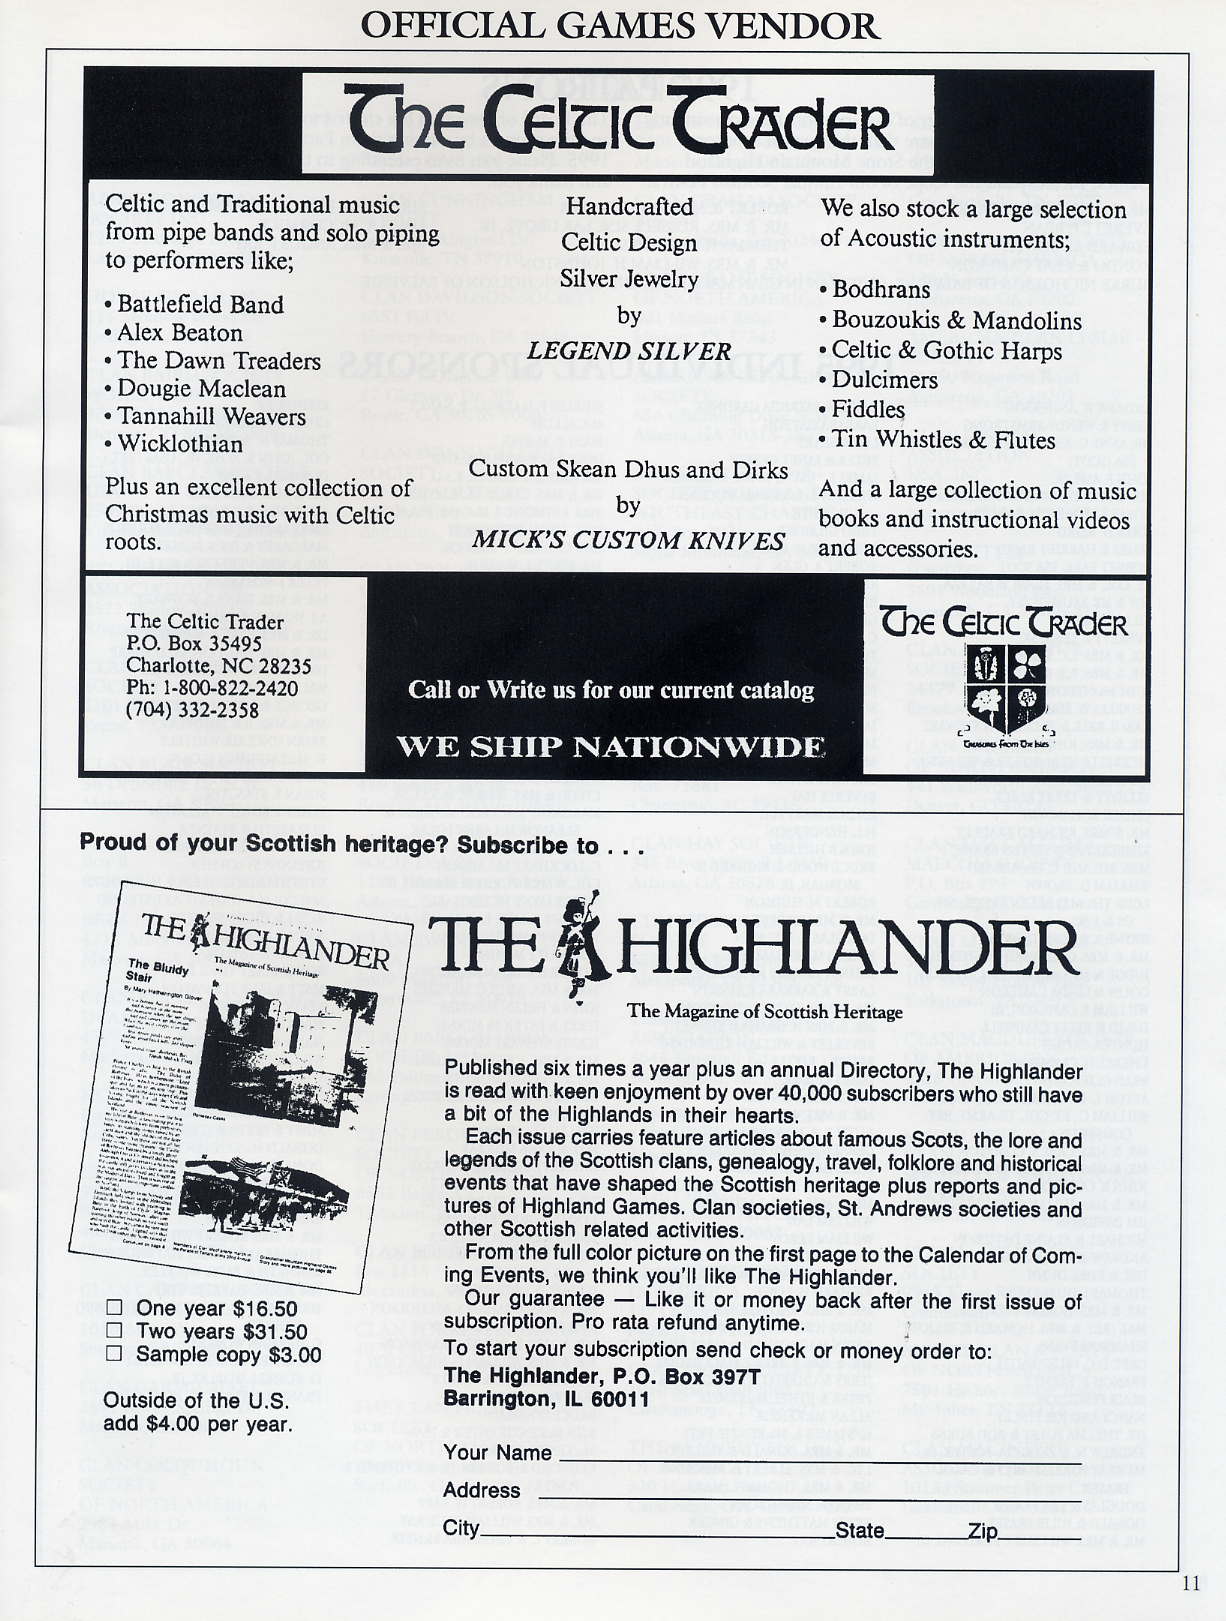 OFFICIAL GAMES VENDOR
The Celtic Trader
Celtic and Traditional music
from pipe bands and solo piping
to performers like;
• Battlefield Band
• Alex Beaton
• The Dawn Treaders
• Dougie Maclean
• Tannahill Weavers
• Wicklothian
Plus an excellent collection of
Christmas music with Celtic
roots.
Handcrafted
Celtic Design
Silver Jewelry
by
LEGEND SILVER
Custom Skean Dhus and Dirks
by
MICK'S CUSTOM KNIVES
We also stock a large selection
of Acoustic instruments;
• Bodhrans
• Bouzoukis & Mandolins
• Celtic & Gothic Harps
• Dulcimers
• Fiddles
• Tin Whistles & Flutes
And a large collection of music
books and instructional videos
and accessories.
The Celtic Trader
P.O. Box 35495
Charlotte, NC 28235
Ph: 1-800-822-2420
(704) 332-2358
Call or Write us for our current catalog
WE SHIP NATIONWIDE
The Celtic Trader
Treasures From The Isles
Proud of your Scottish heritage? Subscribe to . . .
THE HIGHLANDER
The Magazine of Scottish Heritage
The Bluidy
Stair
By Mary Hetherington Glover
THE HIGHLANDER
The Magazine of Scottish Heritage
Published six times a year plus an annual Directory, The Highlander
is read with keen enjoyment by over 40,000 subscribers who still have
a bit of the Highlands in their hearts.
Each issue carries feature articles about famous Scots, the lore and
legends of the Scottish clans, genealogy, travel, folklore and historical
events that have shaped the Scottish heritage plus reports and pic-
tures of Highland Games. Clan societies, St. Andrews societies and
other Scottish related activities.
From the full color picture on the first page to the Calendar of Com-
ing Events, we think you'll like The Highlander.
Our guarantee — Like it or money back after the first issue of
subscription. Pro rata refund anytime.
To start your subscription send check or money order to:
The Highlander, P.O. Box 397T
Barrington, IL 60011
☐ One year $16.50
☐ Two years $31.50
☐ Sample copy $3.00
Outside of the U.S.
add $4.00 per year.
Your Name
Address
City State Zip
11